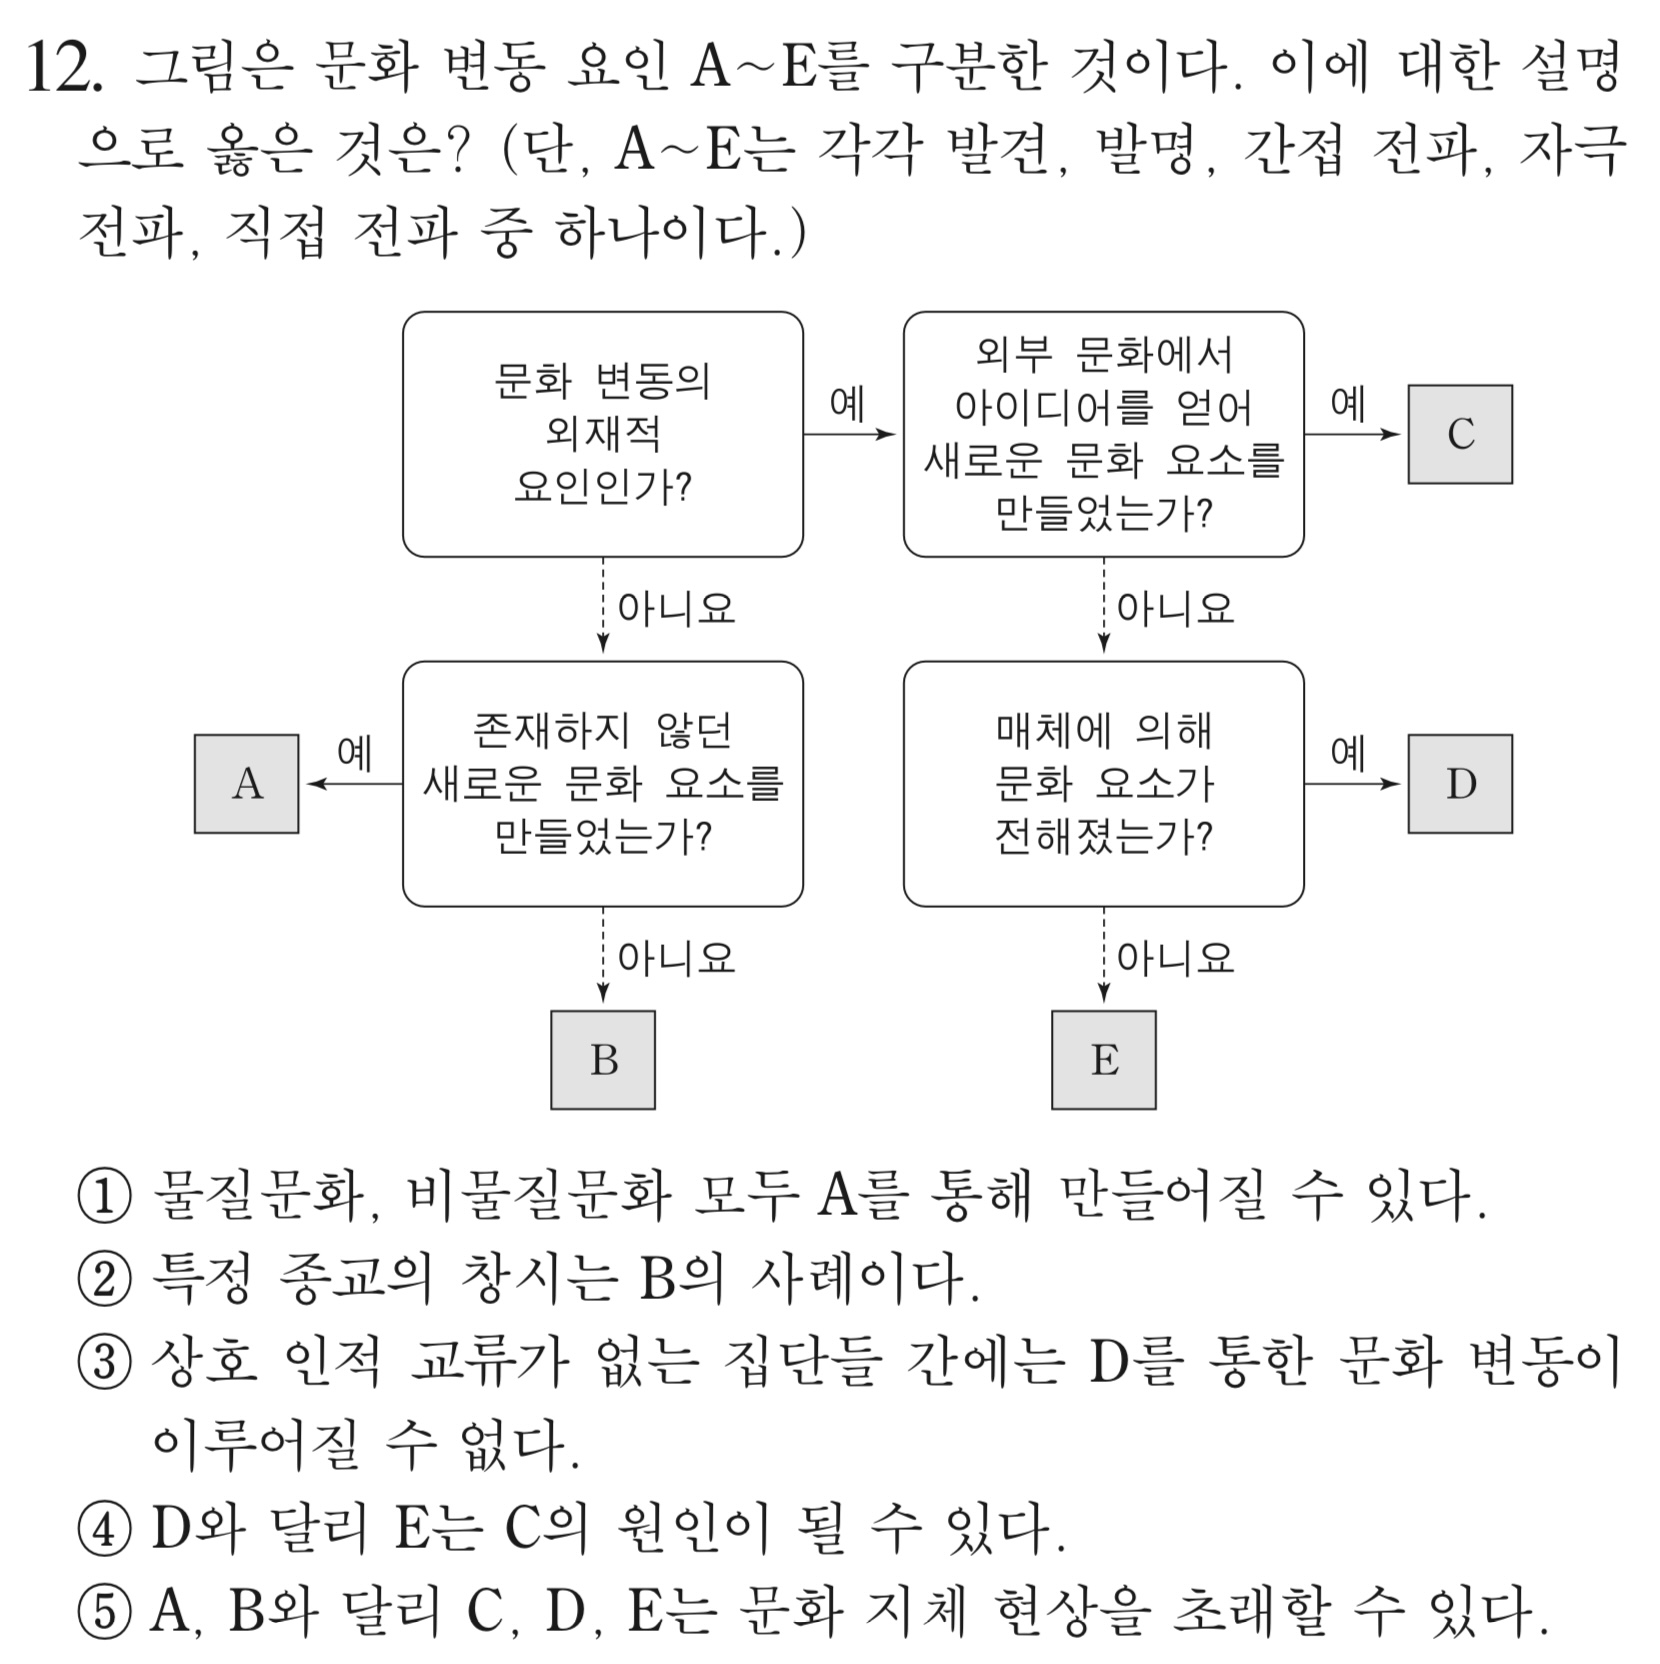 12. 그림은 문화 변동 요인 A~E를 구분한 것이다. 이에 대한 설명
으로 옳은 것은? (단, A~E는 각각 발견, 발명, 간접 전파, 자극
전파, 직접 전파 중 하나이다.)
문화 변동의
외재적
요인인가?
예
외부 문화에서
아이디어를 얻어
새로운 문화 요소를
만들었는가?
예
C
아니요
아니요
A
예
존재하지 않던
새로운 문화 요소를
만들었는가?
매체에 의해
문화 요소가
전해졌는가?
예
D
아니요
아니요
B
E
① 물질문화, 비물질문화 모두 A를 통해 만들어질 수 있다.
② 특정 종교의 창시는 B의 사례이다.
③ 상호 인적 교류가 없는 집단들 간에는 D를 통한 문화 변동이
이루어질 수 없다.
④ D와 달리 E는 C의 원인이 될 수 있다.
⑤ A, B와 달리 C, D, E는 문화 지체 현상을 초래할 수 있다.